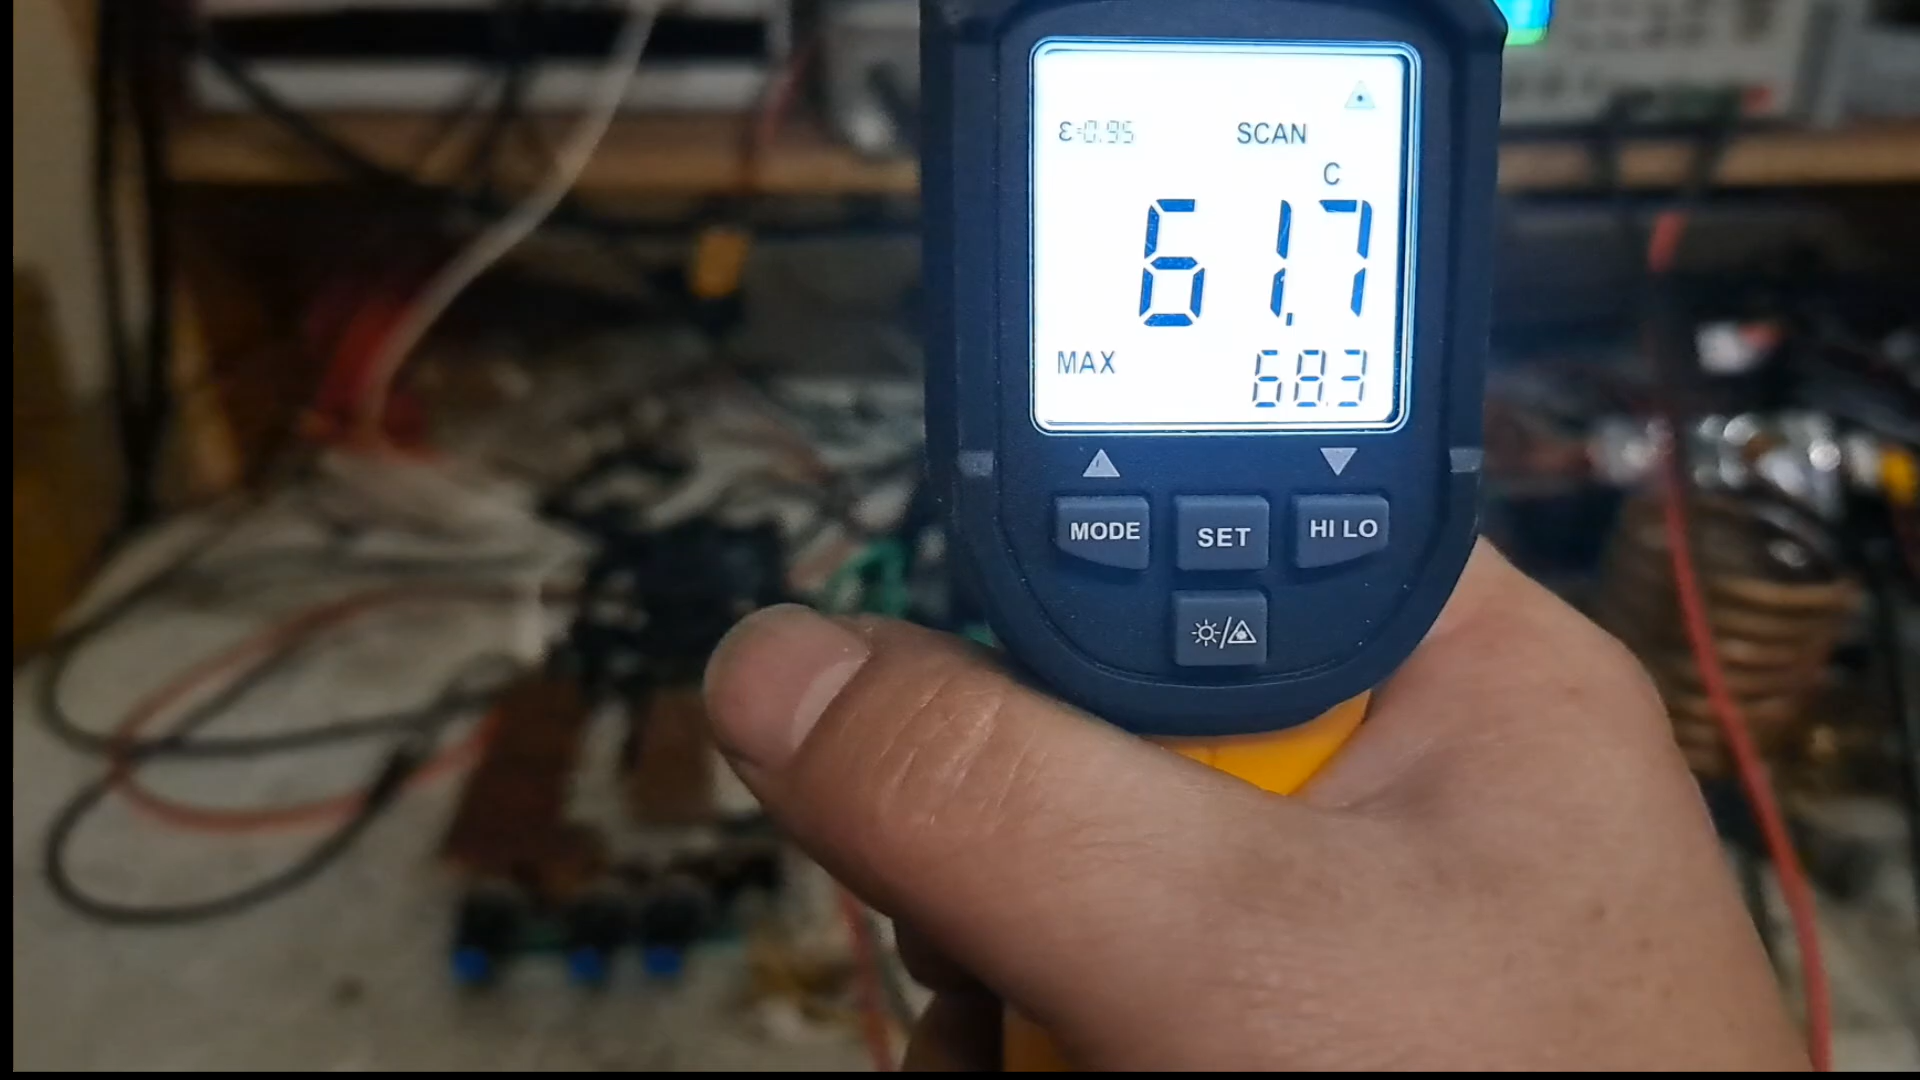 ε=0.95 SCAN
C
61.7
MAX 68.3
MODE SET HI LO